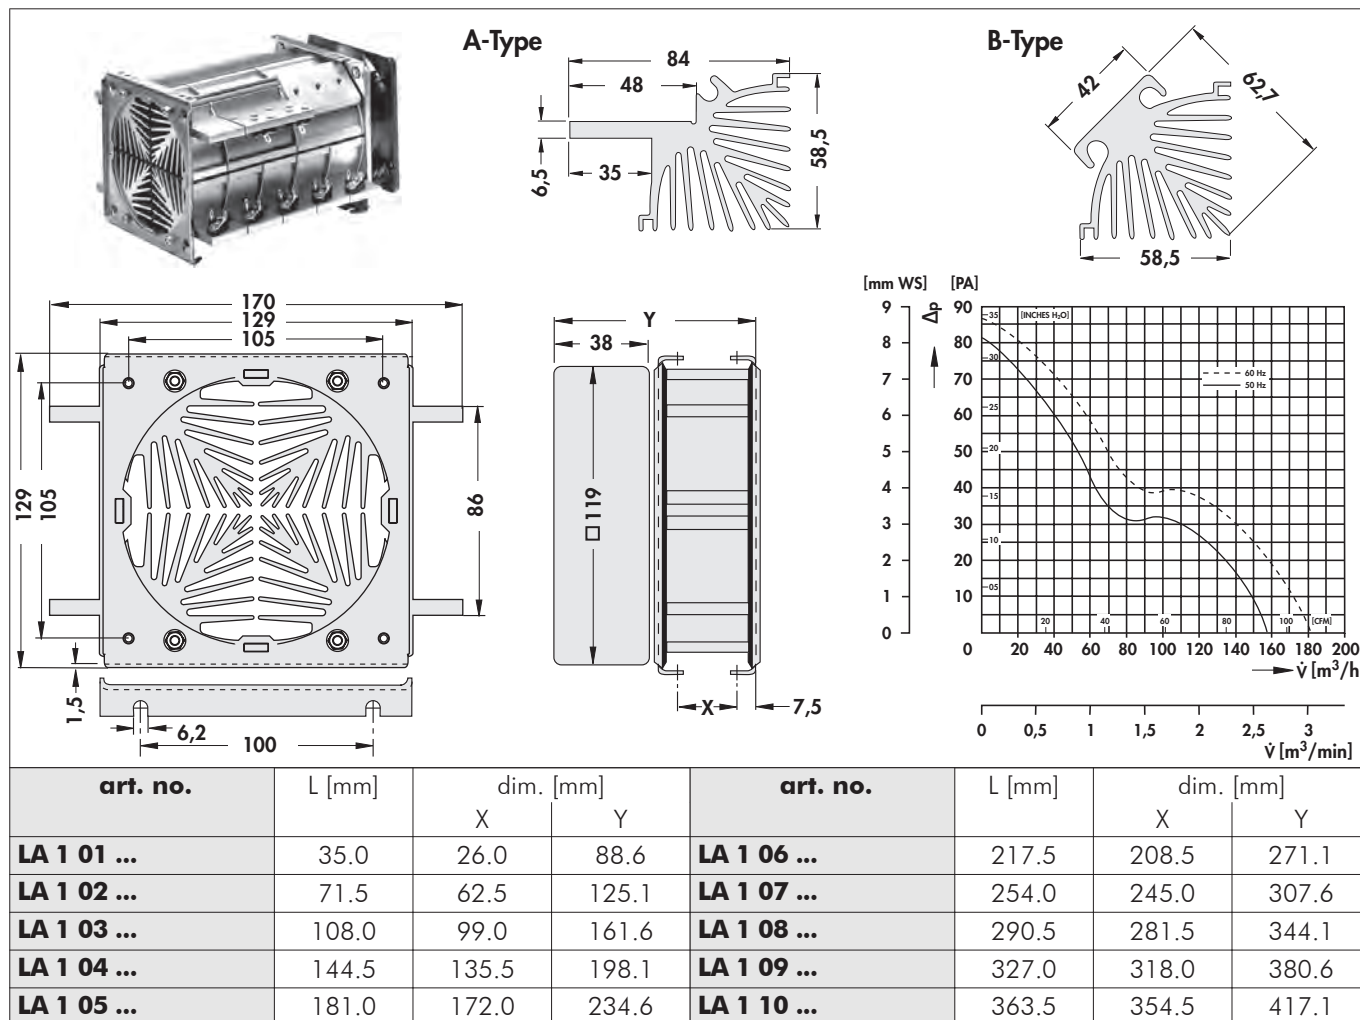 A-Type
84
48
58,5
6,5
35
B-Type
42
62,7
58,5
170
129
105
129
105
86
1,5
6,2
100
Y
38
□119
X
7,5
[mm WS] [PA]
Δp
9 90
8 80
7 70
6 60
5 50
4 40
3 30
2 20
1 10
0
35 [INCHES H₂O]
30
25
20
15
10
05
60 Hz
50 Hz
20 40 60 80 100 [CFM]
0 20 40 60 80 100 120 140 160 180 200
V̇ [m³/h
0 0,5 1 1,5 2 2,5 3
V̇ [m³/min]
art. no. L [mm] dim. [mm] art. no. L [mm] dim. [mm]
X Y X Y
LA 1 01 ... 35.0 26.0 88.6 LA 1 06 ... 217.5 208.5 271.1
LA 1 02 ... 71.5 62.5 125.1 LA 1 07 ... 254.0 245.0 307.6
LA 1 03 ... 108.0 99.0 161.6 LA 1 08 ... 290.5 281.5 344.1
LA 1 04 ... 144.5 135.5 198.1 LA 1 09 ... 327.0 318.0 380.6
LA 1 05 ... 181.0 172.0 234.6 LA 1 10 ... 363.5 354.5 417.1